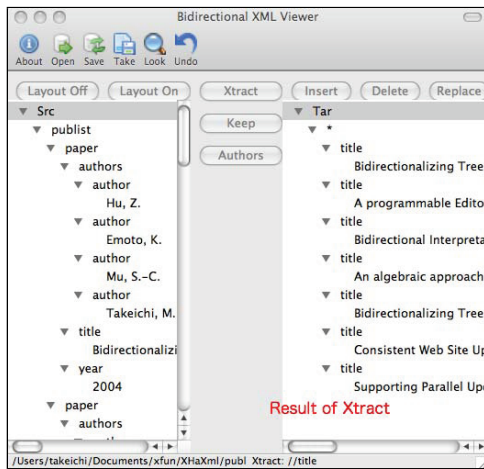 Bidirectional XML Viewer
About Open Save Take Look Undo
Layout Off Layout On Xtract Insert Delete Replace
Keep
Authors
Src
publist
paper
authors
author
Hu, Z.
author
Emoto, K.
author
Mu, S.-C.
author
Takeichi, M.
title
Bidirectionalizi
year
2004
paper
authors
Tar
*
title
Bidirectionalizing Tree
title
A programmable Edito
title
Bidirectional Interpreta
title
An algebraic approach
title
Bidirectionalizing Tree
title
Consistent Web Site Up
title
Supporting Parallel Upd
Result of Xtract
/Users/takeichi/Documents/xfun/XHaXml/publ Xtract: //title